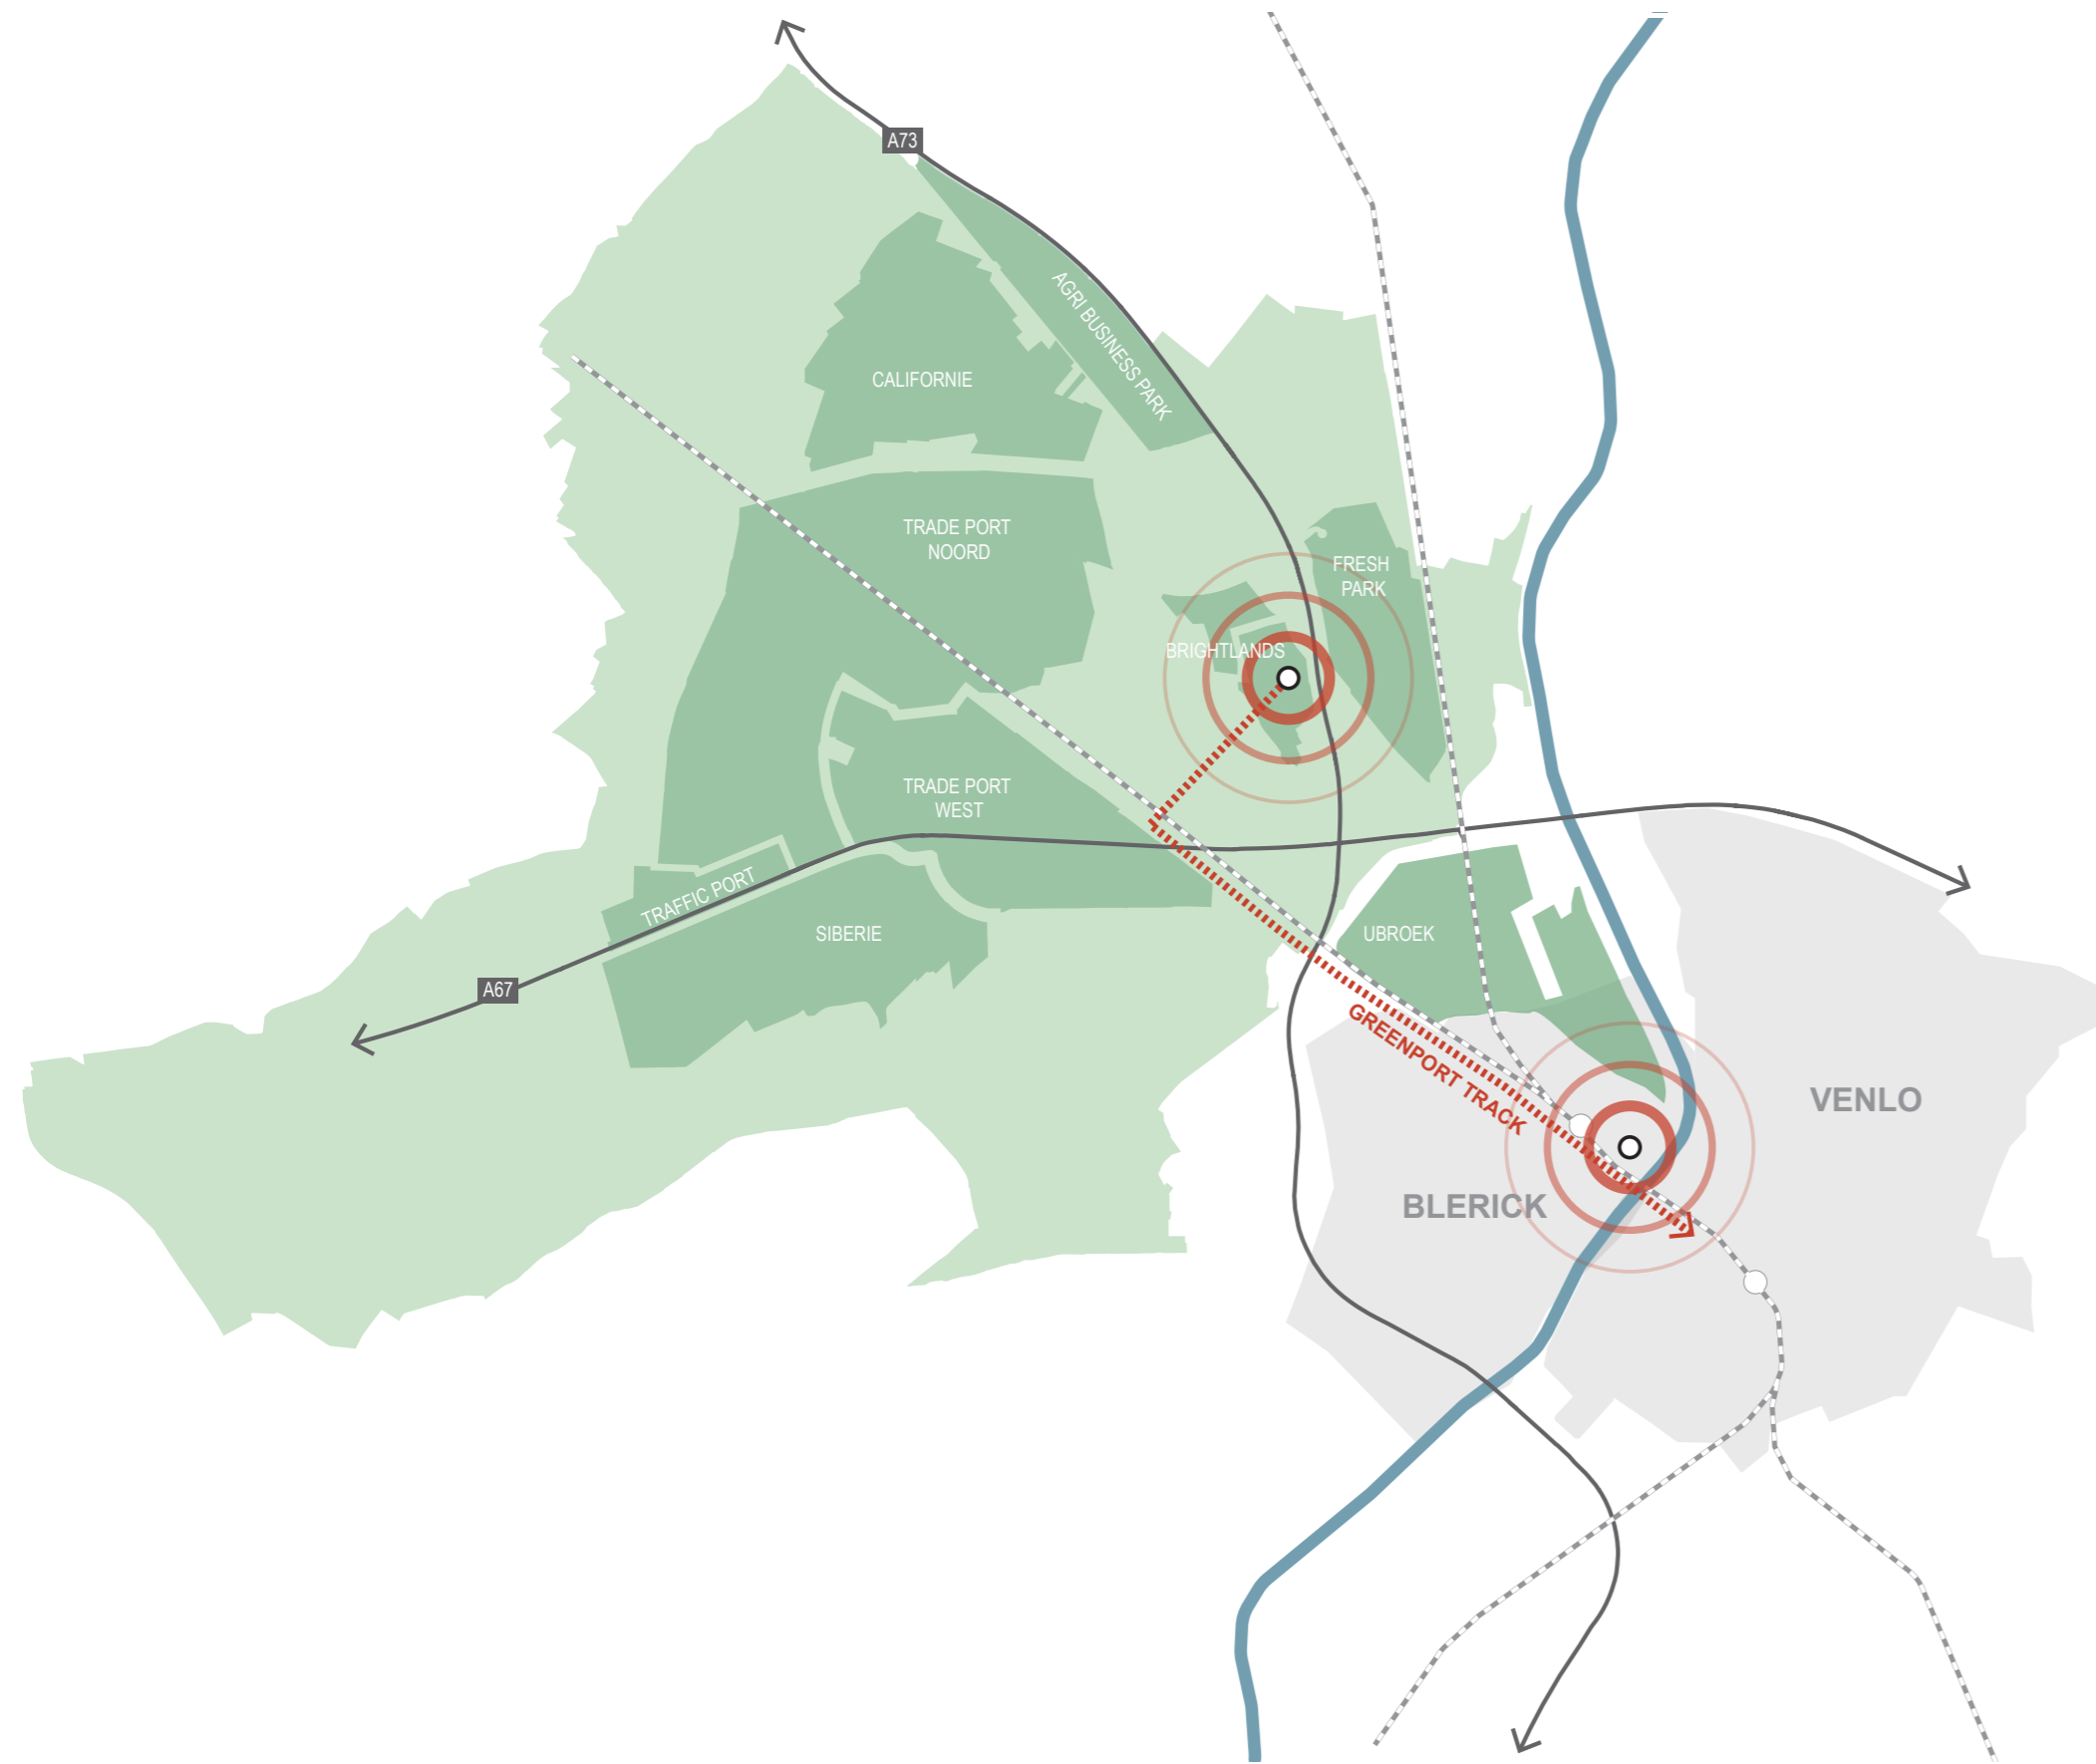 A73
AGRI BUSINESS PARK
CALIFORNIE
TRADE PORT
NOORD
FRESH
PARK
BRIGHTLANDS
TRADE PORT
WEST
TRAFFIC PORT
SIBERIE
UBROEK
A67
GREENPORT TRACK
VENLO
BLERICK